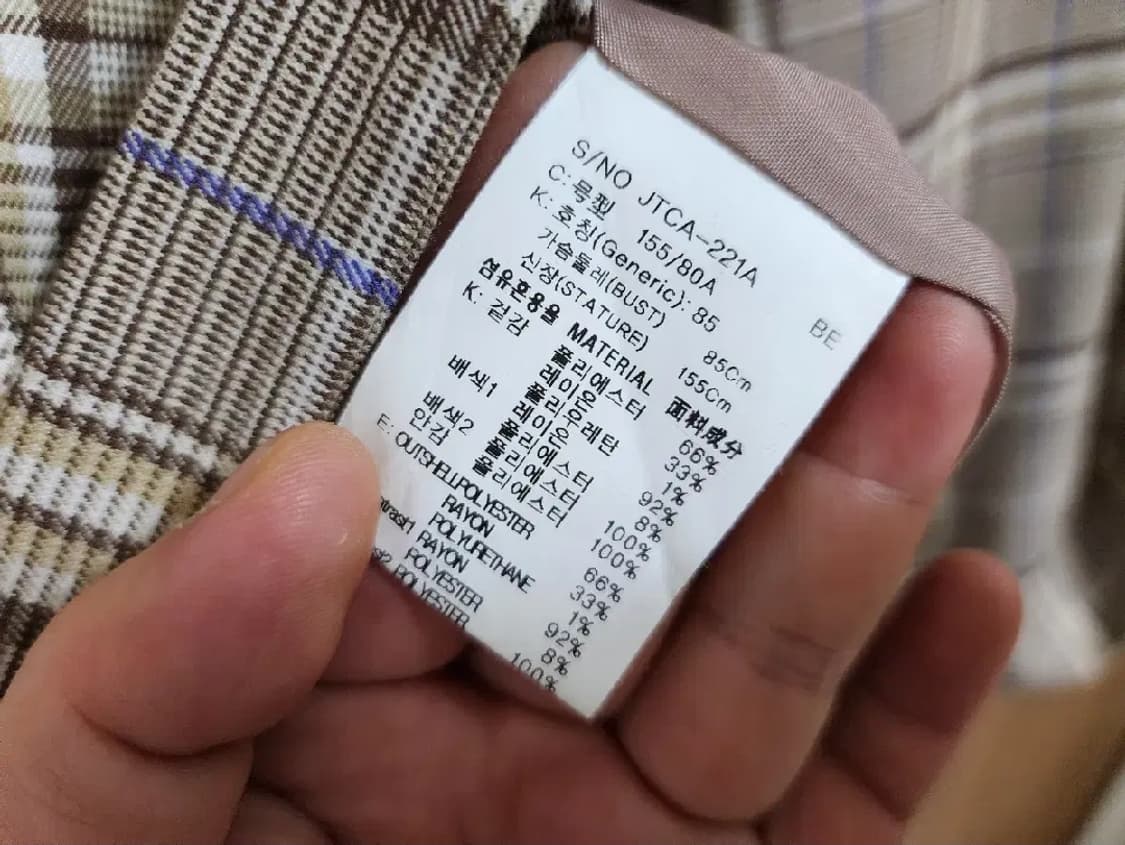 S/NO JTCA-221A BE
C: 号型 155/80A
K: 호칭(Generic): 85
가슴둘레(BUST) 85Cm
신장(STATURE) 155Cm
섬유혼용율 MATERIAL 面料成分
K: 겉감 폴리에스터 66%
레이온 33%
폴리우레탄 1%
배색1 레이온 92%
폴리에스터 8%
배색2 폴리에스터 100%
안감 폴리에스터 100%
E: OUTSHELL POLYESTER 66%
RAYON 33%
POLYURETHANE 1%
RAYON 92%
POLYESTER 8%
POLYESTER 100%